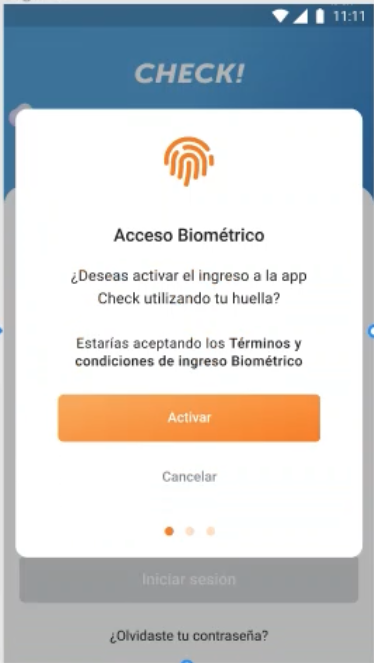 11:11
CHECK!
Acceso Biométrico
¿Deseas activar el ingreso a la app
Check utilizando tu huella?
Estarías aceptando los Términos y
condiciones de ingreso Biométrico
Activar
Cancelar
Iniciar sesión
¿Olvidaste tu contraseña?